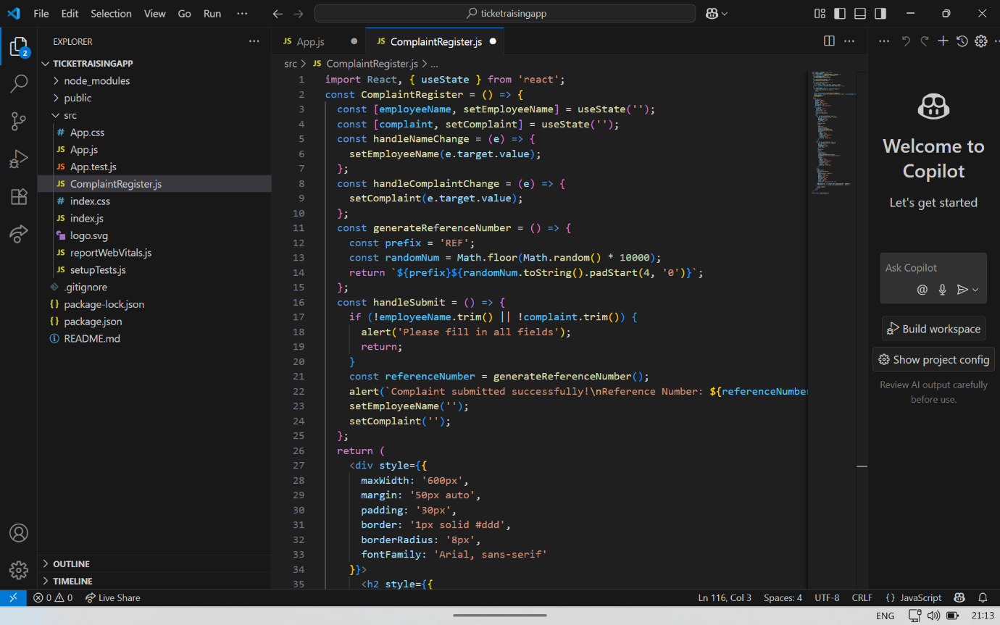 File Edit Selection View Go Run ticketraisingapp
EXPLORER
TICKETRAISINGAPP
node_modules
public
src
# App.css
JS App.js
JS App.test.js
JS ComplaintRegister.js
# index.css
JS index.js
logo.svg
JS reportWebVitals.js
JS setupTests.js
.gitignore
{} package-lock.json
{} package.json
README.md
OUTLINE
TIMELINE
2
JS App.js JS ComplaintRegister.js
src > JS ComplaintRegister.js > ...
1 import React, { useState } from 'react';
2 const ComplaintRegister = () => {
3 const [employeeName, setEmployeeName] = useState('');
4 const [complaint, setComplaint] = useState('');
5 const handleNameChange = (e) => {
6 setEmployeeName(e.target.value);
7 };
8 const handleComplaintChange = (e) => {
9 setComplaint(e.target.value);
10 };
11 const generateReferenceNumber = () => {
12 const prefix = 'REF';
13 const randomNum = Math.floor(Math.random() * 10000);
14 return `${prefix}${randomNum.toString().padStart(4, '0')}`;
15 };
16 const handleSubmit = () => {
17 if (!employeeName.trim() || !complaint.trim()) {
18 alert('Please fill in all fields');
19 return;
20 }
21 const referenceNumber = generateReferenceNumber();
22 alert(`Complaint submitted successfully!\nReference Number: ${referenceNumber
23 setEmployeeName('');
24 setComplaint('');
25 };
26 return (
27 <div style={{
28 maxWidth: '600px',
29 margin: '50px auto',
30 padding: '30px',
31 border: '1px solid #ddd',
32 borderRadius: '8px',
33 fontFamily: 'Arial, sans-serif'
34 }}>
35 <h2 style={{
Welcome to
Copilot
Let's get started
Ask Copilot
@
Build workspace
Show project config
Review AI output carefully
before use.
0 0 Live Share Ln 116, Col 3 Spaces: 4 UTF-8 CRLF {} JavaScript
ENG 21:13